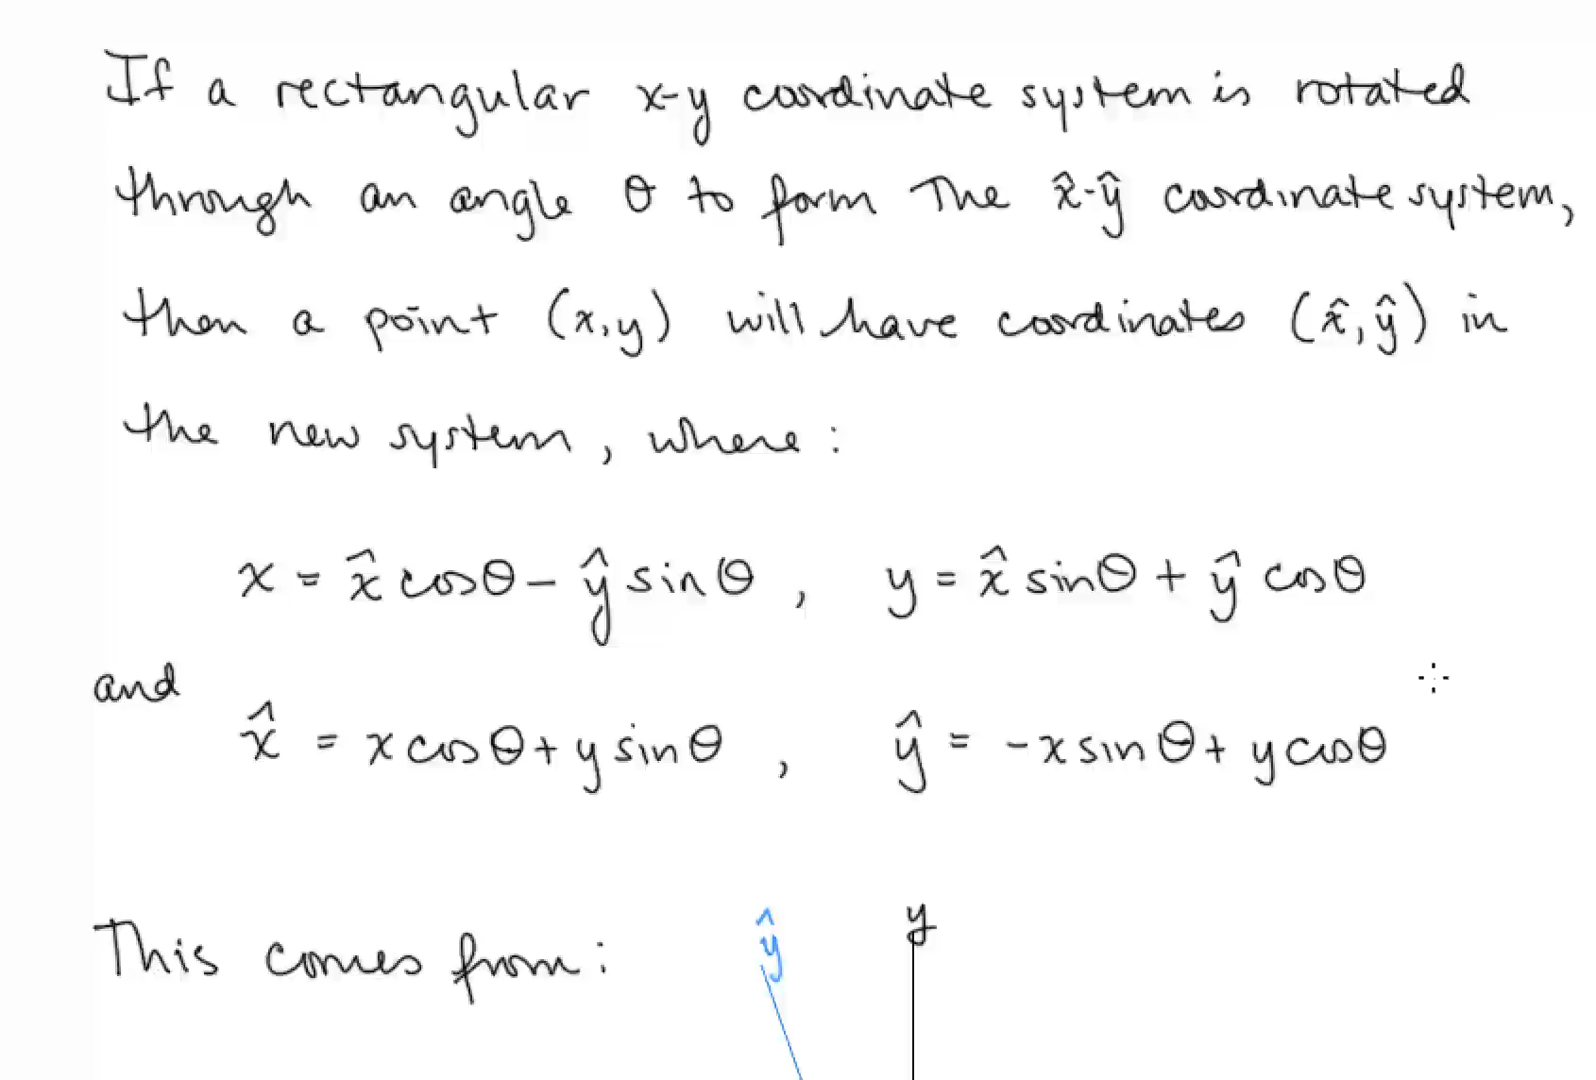 If a rectangular x-y coordinate system is rotated
through an angle θ to form the x̂-ŷ coordinate system,
then a point (x,y) will have coordinates (x̂,ŷ) in
the new system, where:
x = x̂ cosθ - ŷ sinθ , y = x̂ sinθ + ŷ cosθ
and
x̂ = x cosθ + y sinθ , ŷ = -x sinθ + y cosθ
This comes from: ŷ y